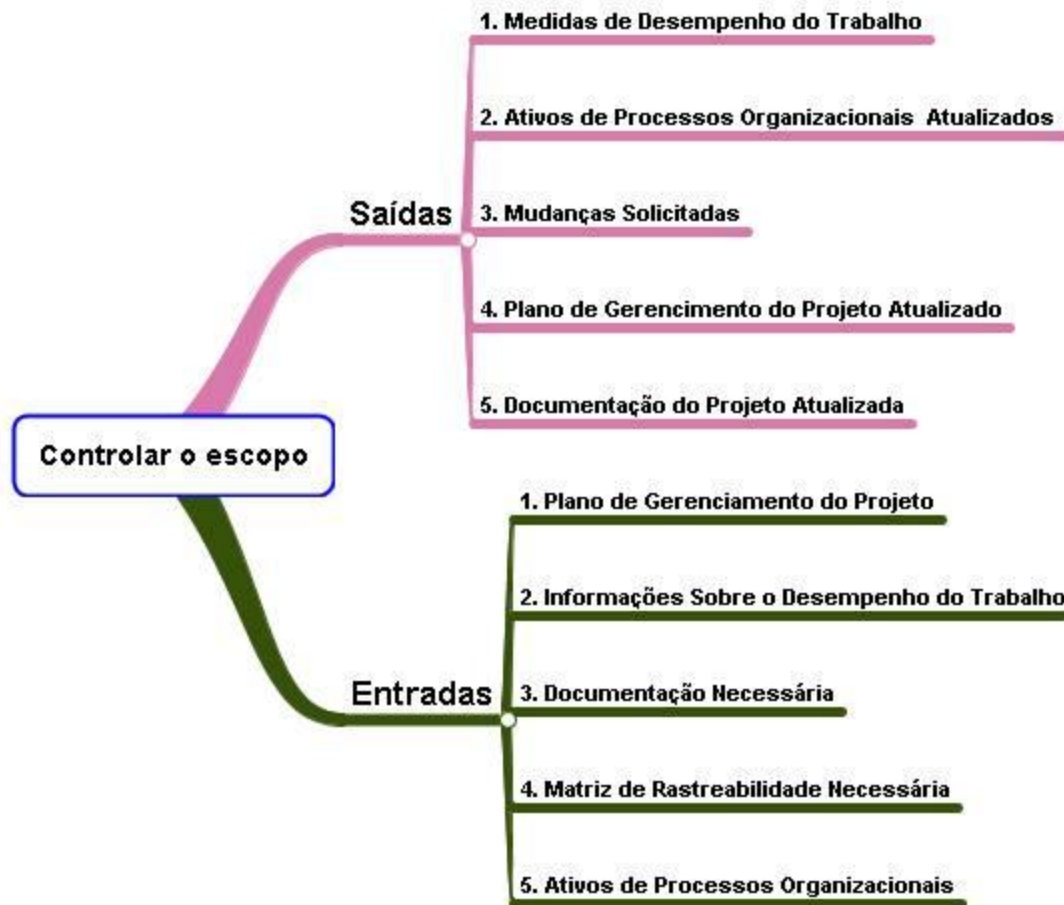 1. Medidas de Desempenho do Trabalho
2. Ativos de Processos Organizacionais  Atualizados
Saídas
3. Mudanças Solicitadas
4. Plano de Gerencimento do Projeto Atualizado
5. Documentação do Projeto Atualizada
Controlar o escopo
1. Plano de Gerenciamento do Projeto
2. Informações Sobre o Desempenho do Trabalho
Entradas
3. Documentação Necessária
4. Matriz de Rastreabilidade Necessária
5. Ativos de Processos Organizacionais